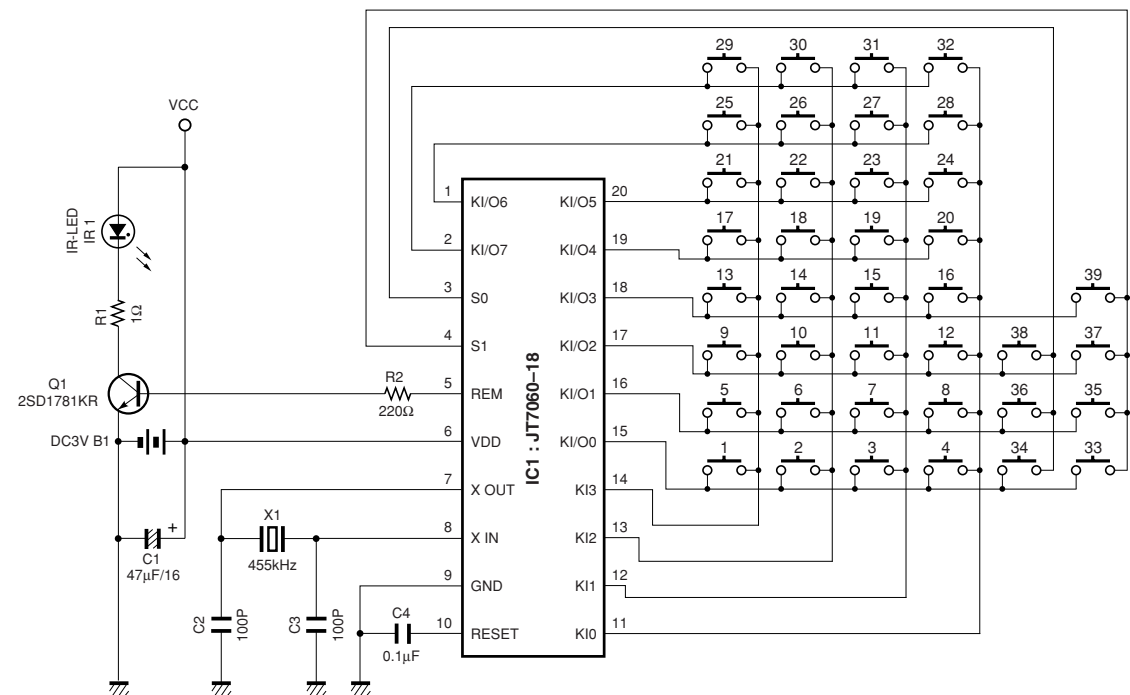 29 30 31 32
VCC
25 26 27 28
21 22 23 24
1 KI/O6 KI/O5 20
IR-LED
IR 1
17 18 19 20
2 KI/O7 KI/O4 19
13 14 15 16 39
3 S0 KI/O3 18
R1
1Ω
9 10 11 12 38 37
4 S1 KI/O2 17
Q1
2SD1781KR
R2
220Ω
5 6 7 8 36 35
5 REM KI/O1 16
IC1 : JT7060–18
DC3V B1
1 2 3 4 34 33
6 VDD KI/O0 15
7 X OUT KI3 14
X1
455kHz
+
C1
47µF/16
8 X IN KI2 13
9 GND KI1 12
C2
100P
C3
100P
C4
0.1µF
10 RESET KI0 11